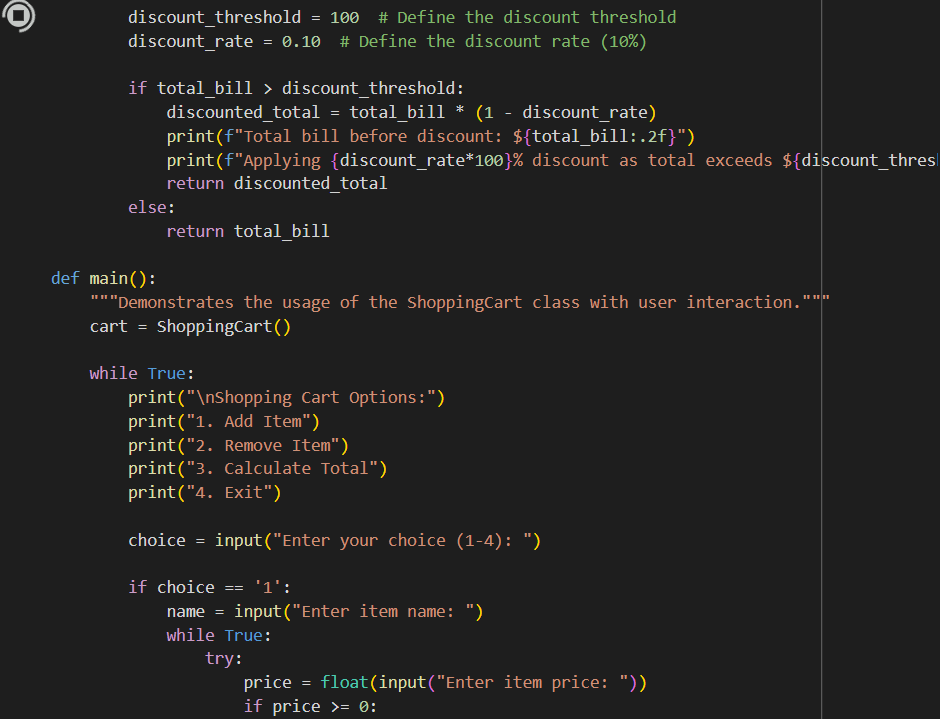 discount_threshold = 100  # Define the discount threshold
discount_rate = 0.10  # Define the discount rate (10%)
if total_bill > discount_threshold:
discounted_total = total_bill * (1 - discount_rate)
print(f"Total bill before discount: ${total_bill:.2f}")
print(f"Applying {discount_rate*100}% discount as total exceeds ${discount_thres
return discounted_total
else:
return total_bill
def main():
"""Demonstrates the usage of the ShoppingCart class with user interaction."""
cart = ShoppingCart()
while True:
print("\nShopping Cart Options:")
print("1. Add Item")
print("2. Remove Item")
print("3. Calculate Total")
print("4. Exit")
choice = input("Enter your choice (1-4): ")
if choice == '1':
name = input("Enter item name: ")
while True:
try:
price = float(input("Enter item price: "))
if price >= 0: